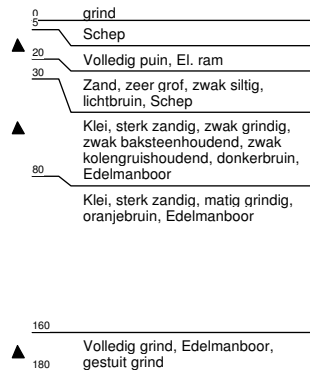 0 grind
5 Schep
20 Volledig puin, El. ram
30 Zand, zeer grof, zwak siltig,
lichtbruin, Schep
Klei, sterk zandig, zwak grindig,
zwak baksteenhoudend, zwak
kolengruishoudend, donkerbruin,
Edelmanboor
80
Klei, sterk zandig, matig grindig,
oranjebruin, Edelmanboor
160
Volledig grind, Edelmanboor,
180 gestuit grind